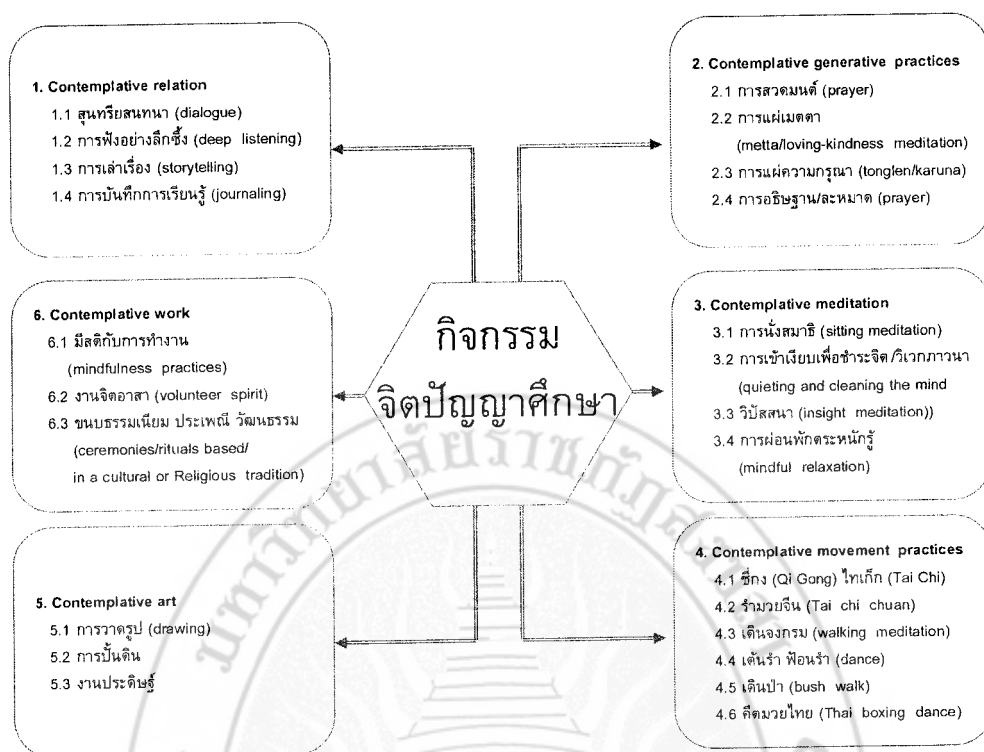 1. Contemplative relation
1.1 สุนทรียสนทนา (dialogue)
1.2 การฟังอย่างลึกซึ้ง (deep listening)
1.3 การเล่าเรื่อง (storytelling)
1.4 การบันทึกการเรียนรู้ (journaling)
2. Contemplative generative practices
2.1 การสวดมนต์ (prayer)
2.2 การแผ่เมตตา
(metta/loving-kindness meditation)
2.3 การแผ่ความกรุณา (tonglen/karuna)
2.4 การอธิษฐาน/ละหมาด (prayer)
กิจกรรม
จิตปัญญาศึกษา
3. Contemplative meditation
3.1 การนั่งสมาธิ (sitting meditation)
3.2 การเข้าเงียบเพื่อชำระจิต/วิเวกภาวนา
(quieting and cleaning the mind
3.3 วิปัสสนา (insight meditation))
3.4 การผ่อนพักตระหนักรู้
(mindful relaxation)
4. Contemplative movement practices
4.1 ชี่กง (Qi Gong) ไทเก็ก (Tai Chi)
4.2 รำมวยจีน (Tai chi chuan)
4.3 เดินจงกรม (walking meditation)
4.4 เต้นรำ ฟ้อนรำ (dance)
4.5 เดินป่า (bush walk)
4.6 คีตมวยไทย (Thai boxing dance)
5. Contemplative art
5.1 การวาดรูป (drawing)
5.2 การปั้นดิน
5.3 งานประดิษฐ์
6. Contemplative work
6.1 มีสติกับการทำงาน
(mindfulness practices)
6.2 งานจิตอาสา (volunteer spirit)
6.3 ขนบธรรมเนียม ประเพณี วัฒนธรรม
(ceremonies/rituals based/
in a cultural or Religious tradition)